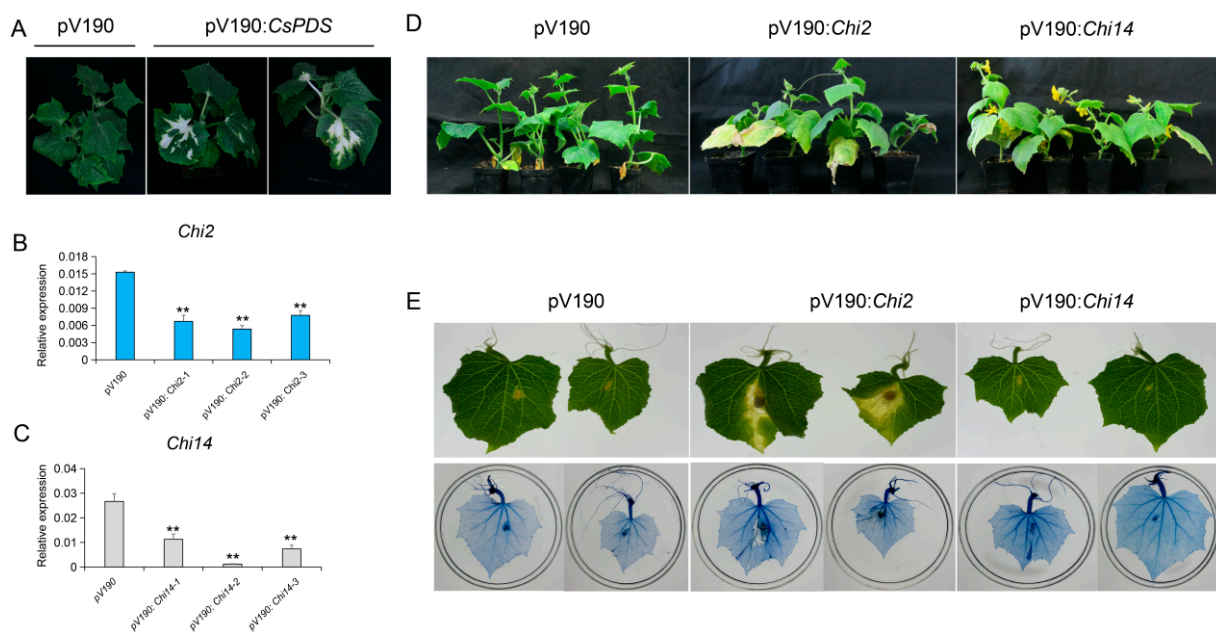 A
pV190
pV190:CsPDS
B
Chi2
Relative expression
0.018
0.015
0.012
0.009
0.006
0.003
0
**
**
**
pV190
pV190: Chi2-1
pV190: Chi2-2
pV190: Chi2-3
C
Chi14
Relative expression
0.04
0.03
0.02
0.01
0
**
**
**
pV190
pV190: Chi14-1
pV190: Chi14-2
pV190: Chi14-3
D
pV190
pV190:Chi2
pV190:Chi14
E
pV190
pV190:Chi2
pV190:Chi14